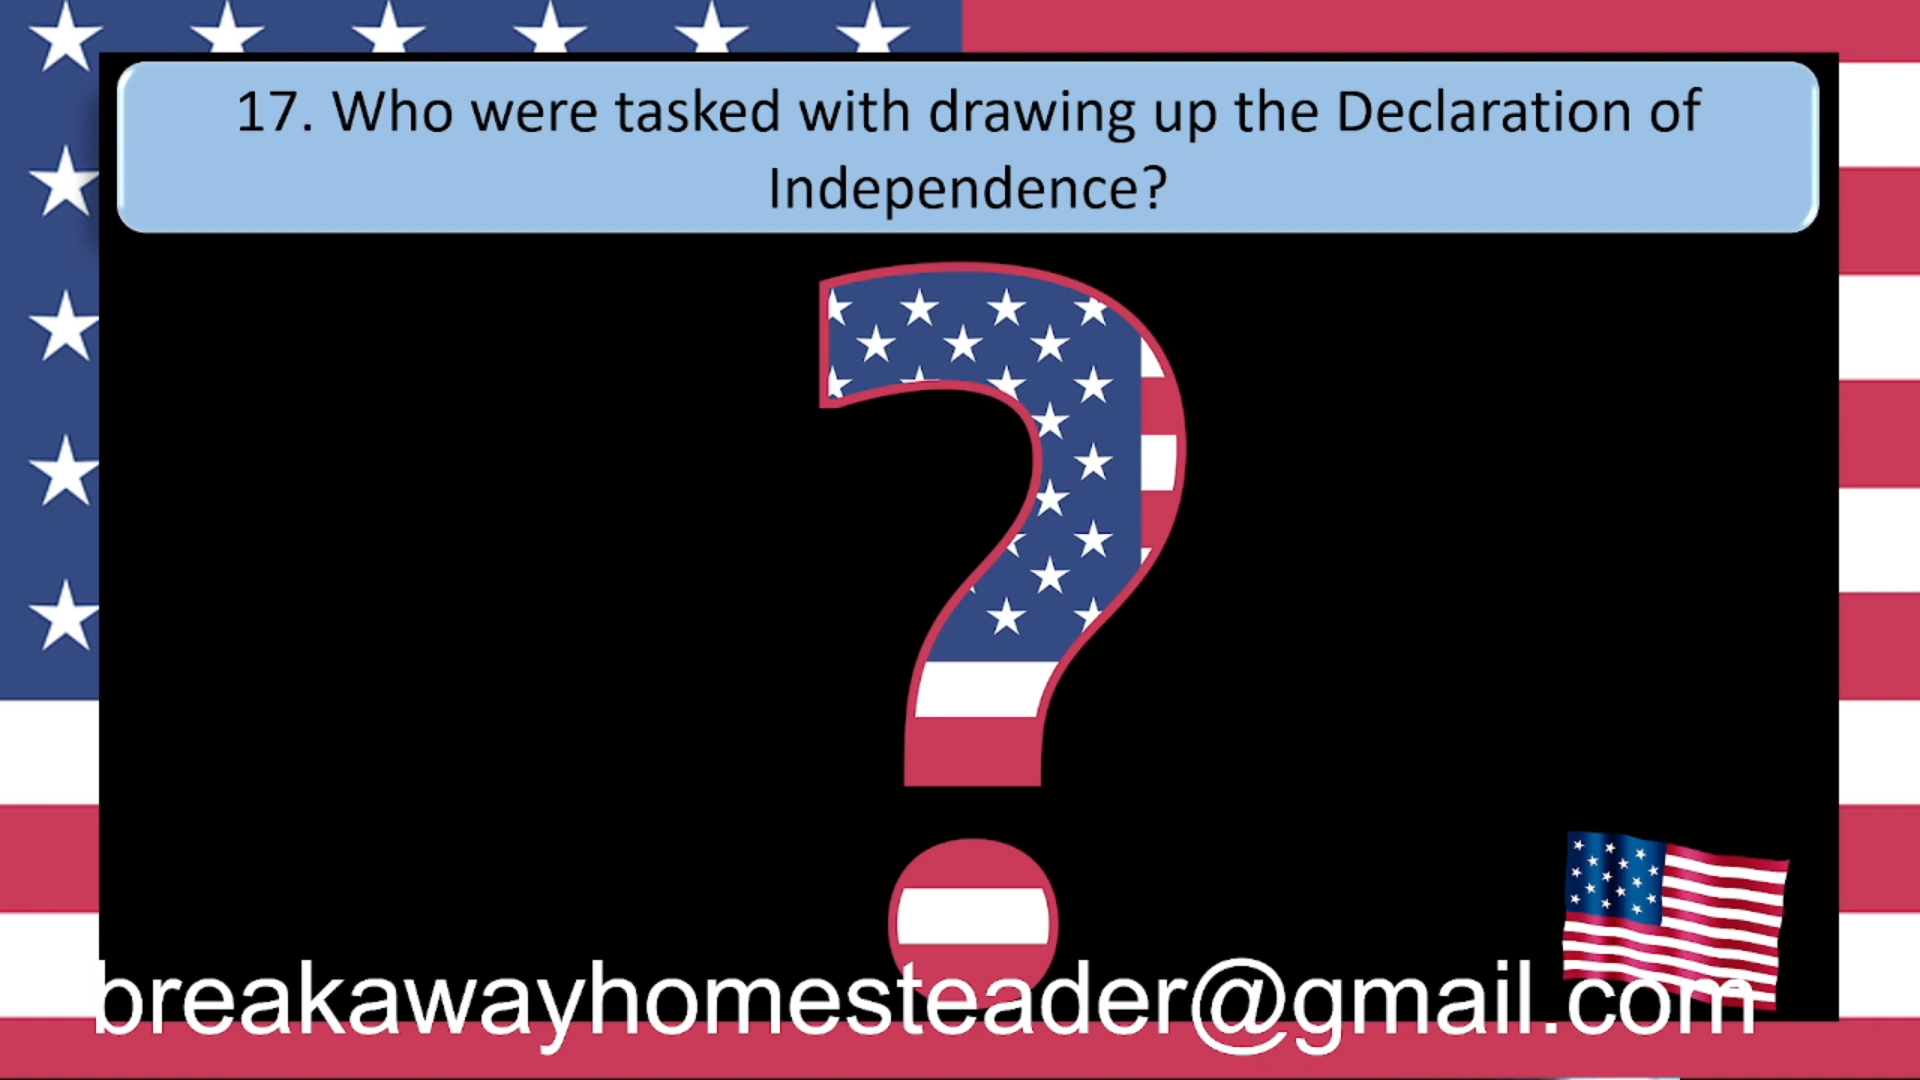 17. Who were tasked with drawing up the Declaration of
Independence?
breakawayhomesteader@gmail.com